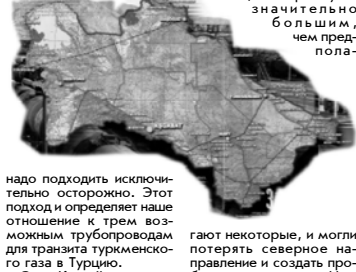 значительно
большим,
чем пред-
пола-
надо подходить исключи-
тельно осторожно. Этот
подход и определяет наше
отношение к трем воз-
можным трубопроводам
для транзита туркменско-
го газа в Турцию.
гают некоторые, и могли
потерять северное на-
правление и создать про-